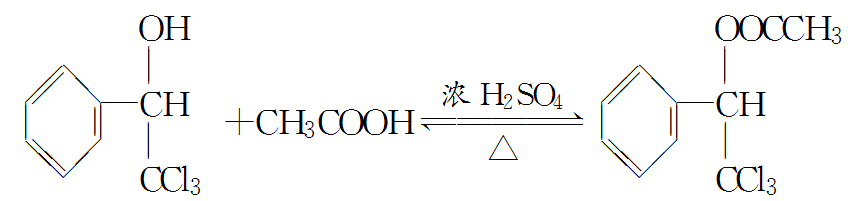 OH
OOCCH3
CH
+CH3COOH
浓 H2SO4
△
CH
CCl3
CCl3